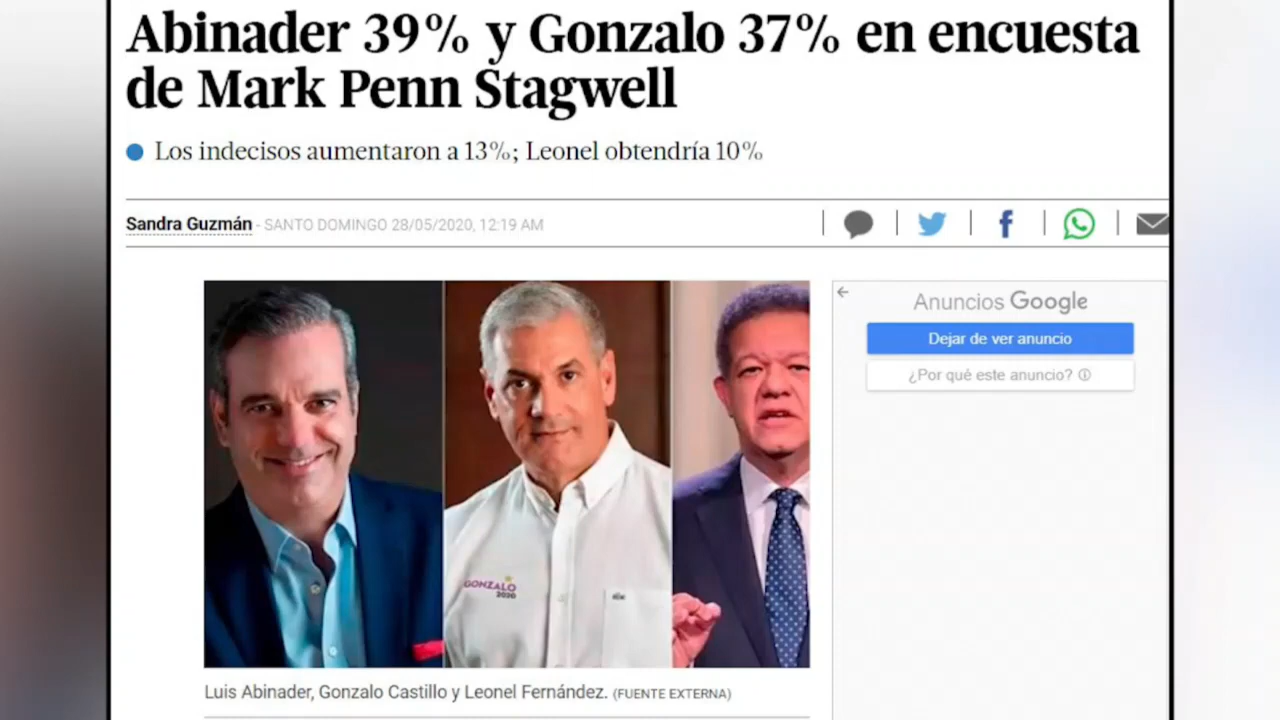 Abinader 39% y Gonzalo 37% en encuesta
de Mark Penn Stagwell
Los indecisos aumentaron a 13%; Leonel obtendría 10%
Sandra Guzmán - SANTO DOMINGO 28/05/2020, 12:19 AM
Anuncios Google
Dejar de ver anuncio
¿Por qué este anuncio?
GONZALO
2020
Luis Abinader, Gonzalo Castillo y Leonel Fernández. (FUENTE EXTERNA)